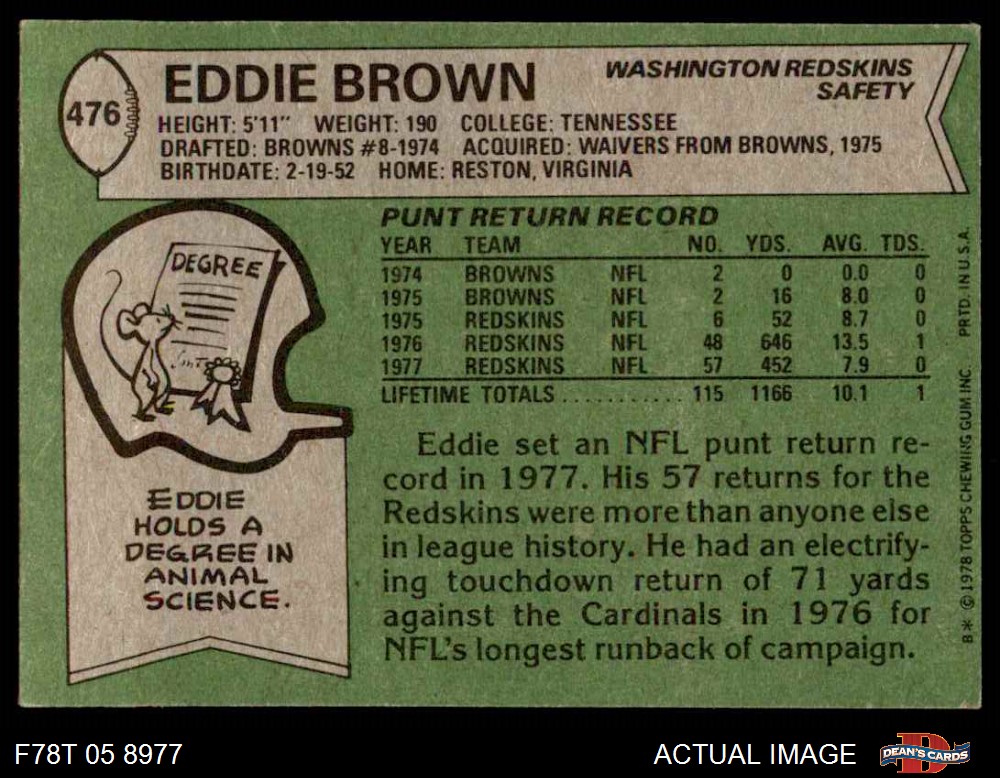 476
EDDIE BROWN
WASHINGTON REDSKINS
SAFETY
HEIGHT: 5'11" WEIGHT: 190 COLLEGE: TENNESSEE
DRAFTED: BROWNS #8-1974 ACQUIRED: WAIVERS FROM BROWNS, 1975
BIRTHDATE: 2-19-52 HOME: RESTON, VIRGINIA
DEGREE
EDDIE
HOLDS A
DEGREE IN
ANIMAL
SCIENCE.
PUNT RETURN RECORD
YEAR TEAM NO. YDS. AVG. TDS.
1974 BROWNS NFL 2 0 0.0 0
1975 BROWNS NFL 2 16 8.0 0
1975 REDSKINS NFL 6 52 8.7 0
1976 REDSKINS NFL 48 646 13.5 1
1977 REDSKINS NFL 57 452 7.9 0
LIFETIME TOTALS ........... 115 1166 10.1 1
Eddie set an NFL punt return re-
cord in 1977. His 57 returns for the
Redskins were more than anyone else
in league history. He had an electrify-
ing touchdown return of 71 yards
against the Cardinals in 1976 for
NFL's longest runback of campaign.
B* © 1978 TOPPS CHEWING GUM INC PRTD. IN U.S.A.
F78T 05 8977
ACTUAL IMAGE
D
DEAN'S CARDS